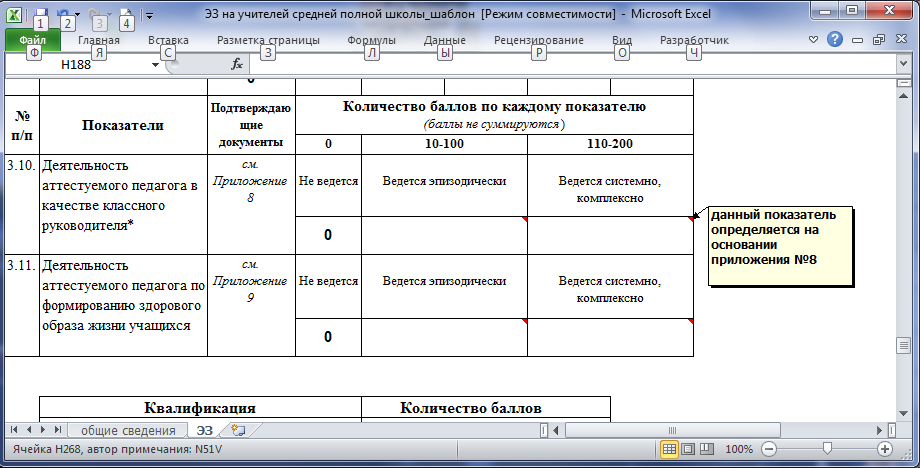 ЭЗ на учителей средней полной школы_шаблон [Режим совместимости] - Microsoft Excel
1 2 3 4
Файл Главная Вставка Разметка страницы Формулы Данные Рецензирование Вид Разработчик
Ф Я С З Л Ы Р О Ч
H188 fx
№ п/п
Показатели
Подтверждаю
щие
документы
Количество баллов по каждому показателю
(баллы не суммируются)
0 10-100 110-200
3.10. Деятельность
аттестуемого педагога в
качестве классного
руководителя*
см.
Приложение
8
Не ведется Ведется эпизодически Ведется системно,
комплексно
0
данный показатель
определяется на
основании
приложения №8
3.11. Деятельность
аттестуемого педагога по
формированию здорового
образа жизни учащихся
см.
Приложение
9
Не ведется Ведется эпизодически Ведется системно,
комплексно
0
Квалификация Количество баллов
общие сведения ЭЗ
Ячейка H268, автор примечания: N51V 100%